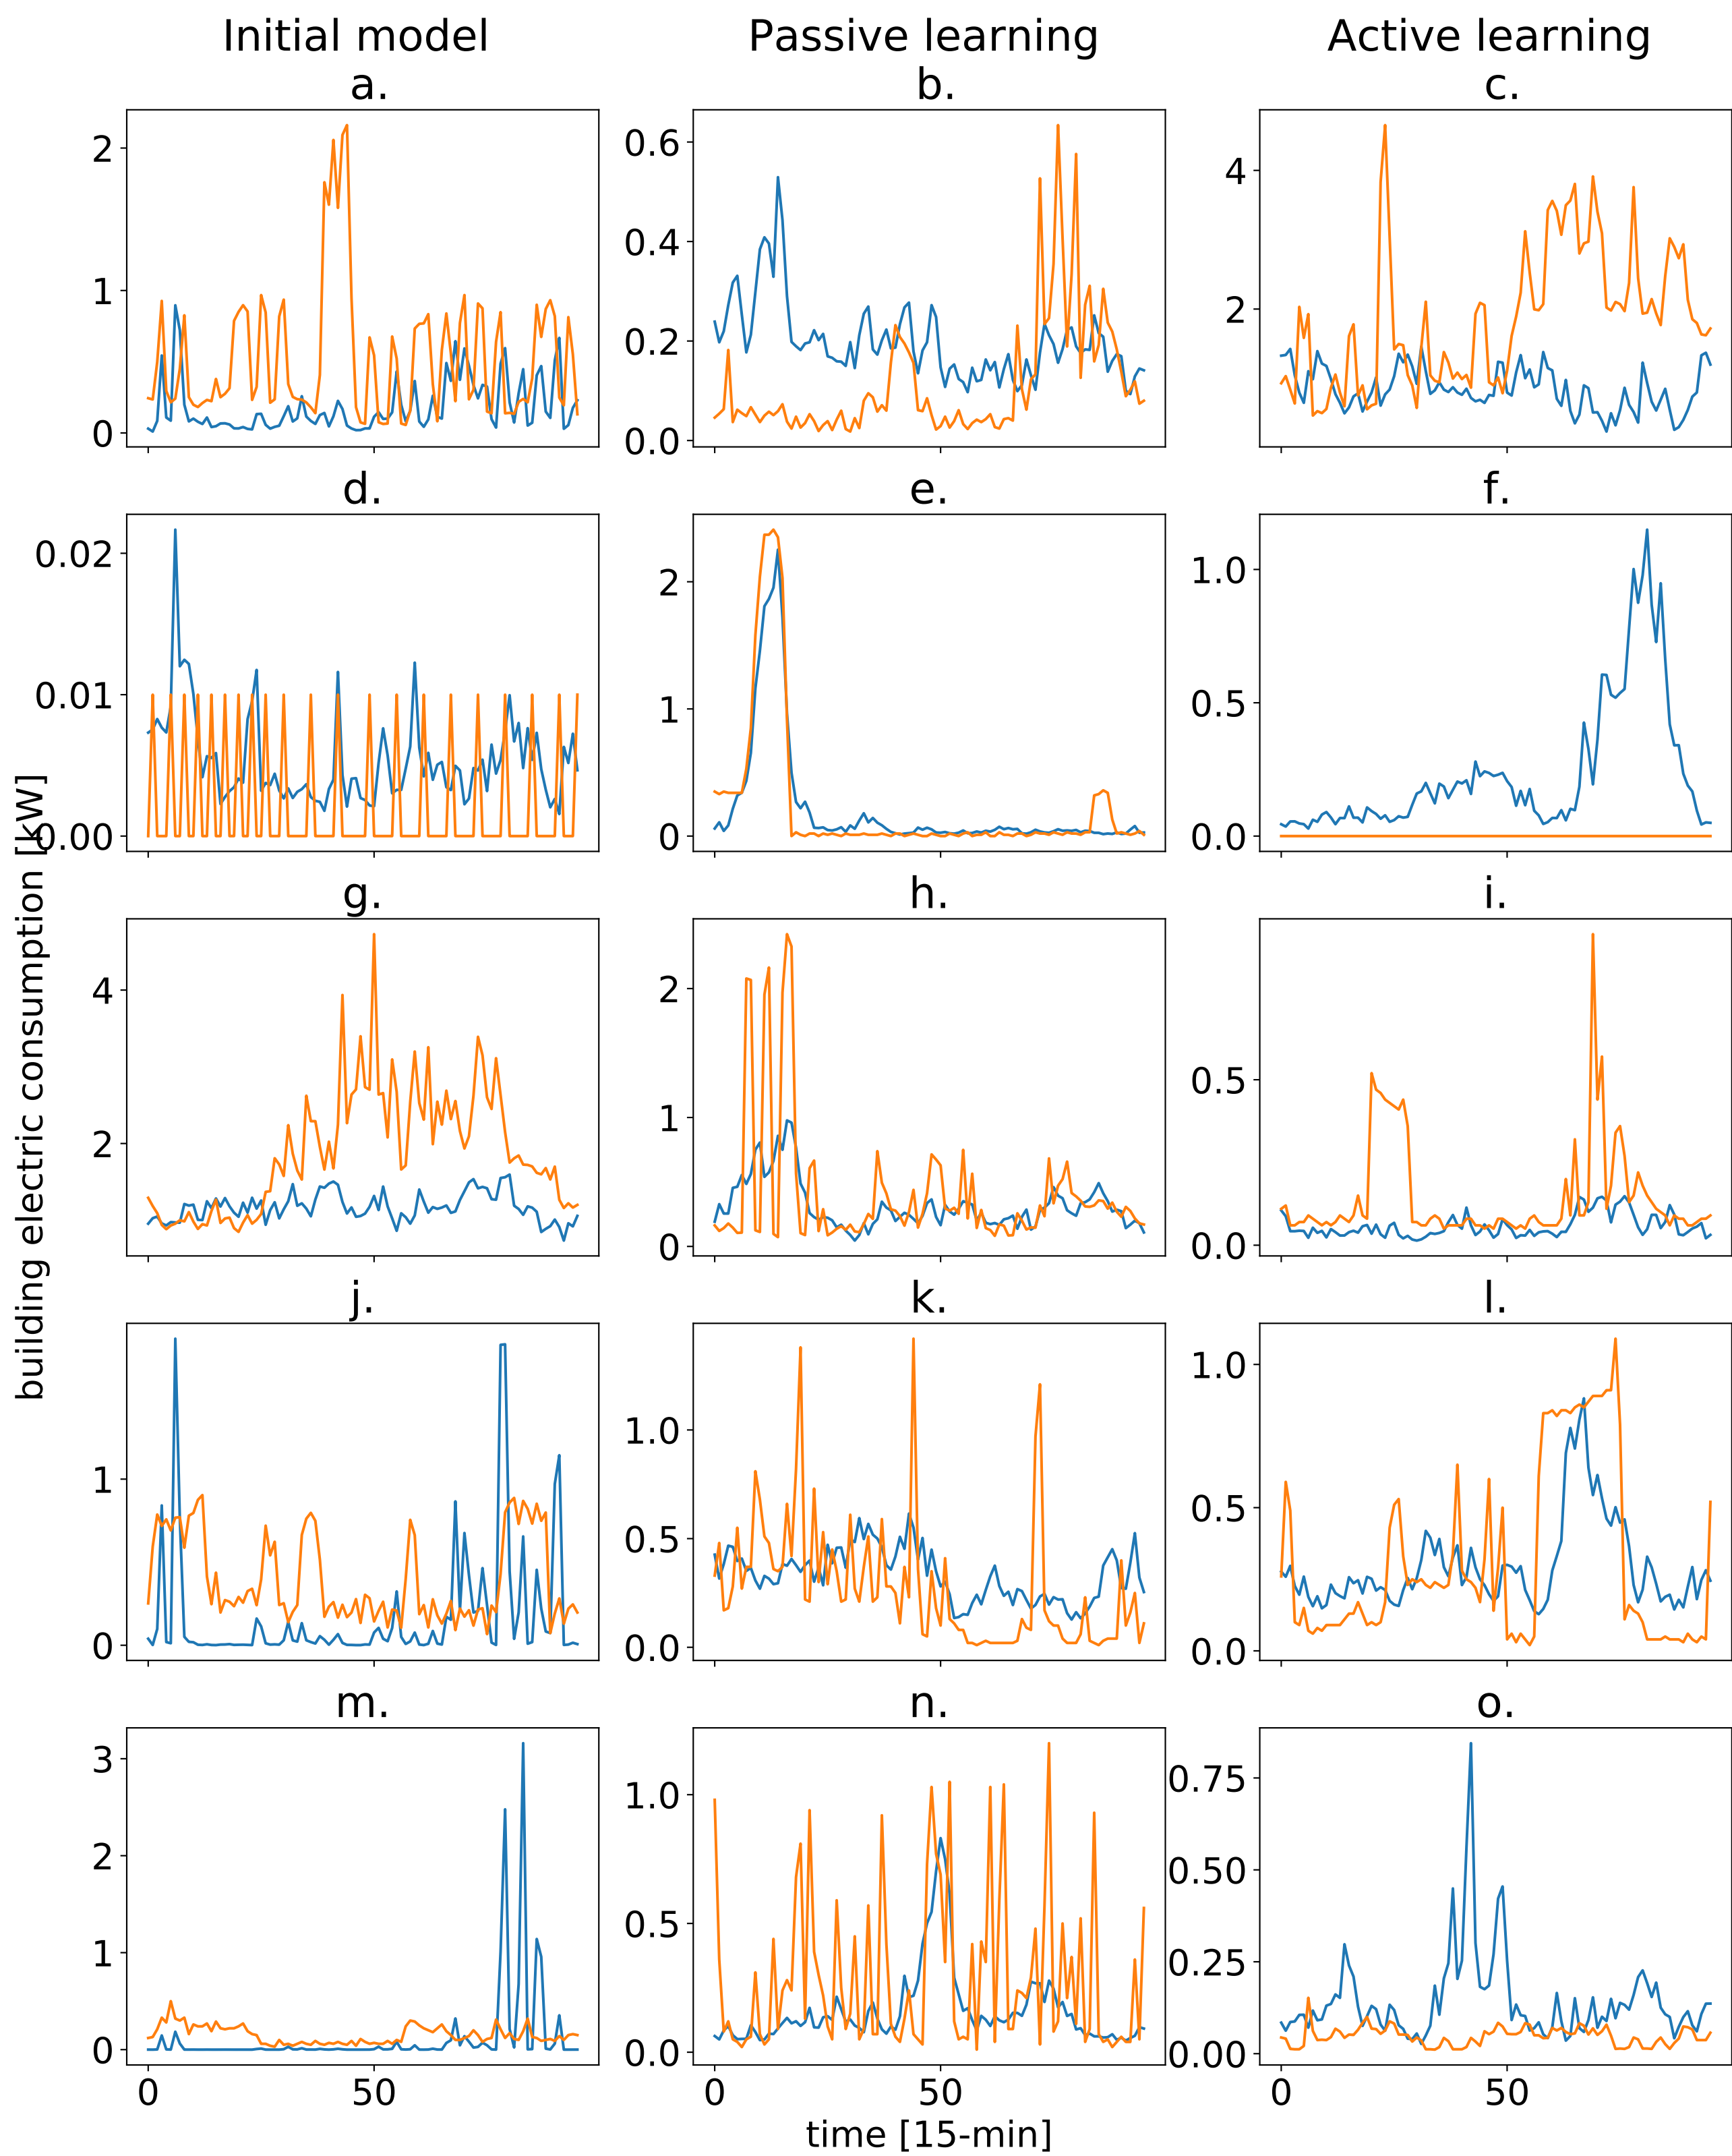 Initial model Passive learning Active learning
a. b. c.
2 0.6 4
1 0.4 2
0 0.2
0.0
d. e. f.
0.02 2 1.0
0.01 1 0.5
0.00 0 0.0
building electric consumption [kW]
g. h. i.
4 2 0.5
2 1 0.0
0
j. k. l.
1 1.0 1.0
0 0.5 0.5
0.0 0.0
m. n. o.
3 1.0 0.75
2 0.5 0.50
1 0.0 0.25
0 0.00
0 50 0 50 0 50
time [15-min]